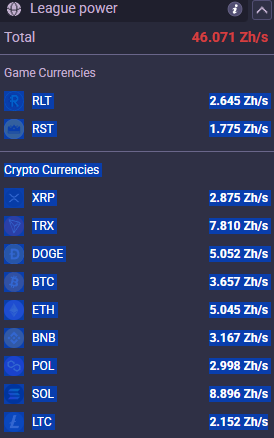 League power
Total 46.071 Zh/s
Game Currencies
RLT 2.645 Zh/s
RST 1.775 Zh/s
Crypto Currencies
XRP 2.875 Zh/s
TRX 7.810 Zh/s
DOGE 5.052 Zh/s
BTC 3.657 Zh/s
ETH 5.045 Zh/s
BNB 3.167 Zh/s
POL 2.998 Zh/s
SOL 8.896 Zh/s
LTC 2.152 Zh/s